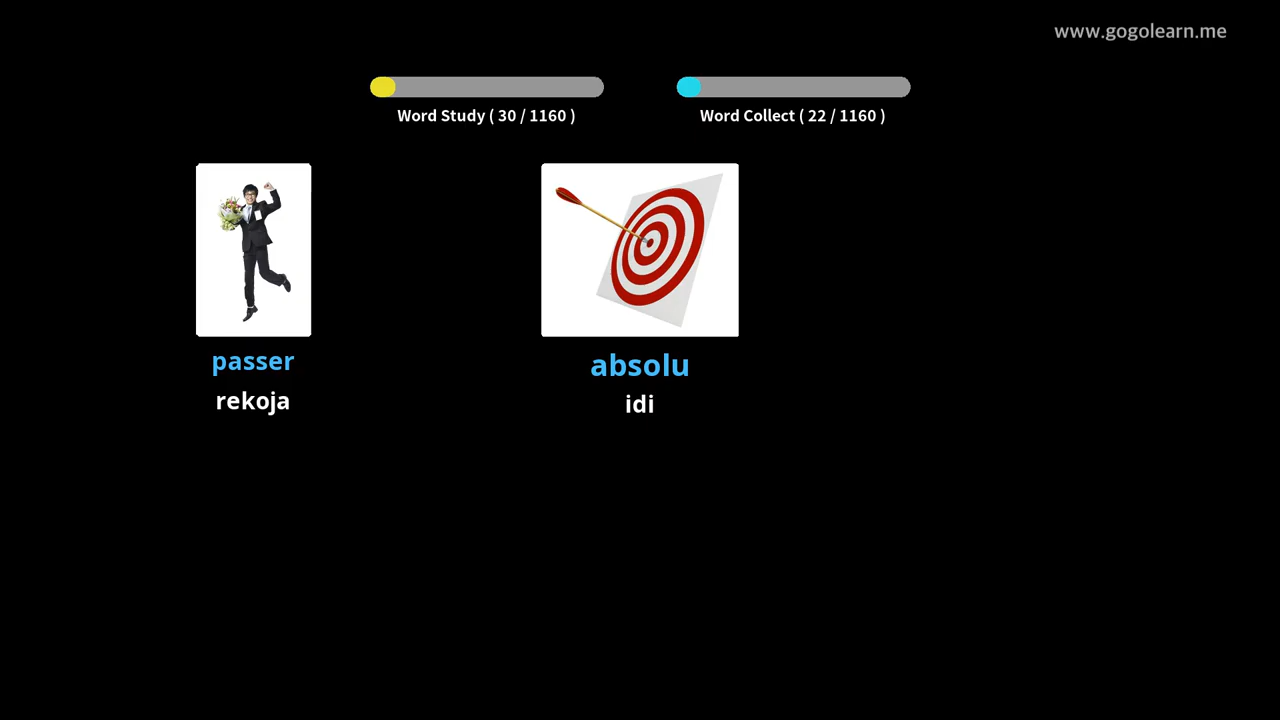 www.gogolearn.me
Word Study ( 30 / 1160 )
Word Collect ( 22 / 1160 )
passer
rekoja
absolu
idi